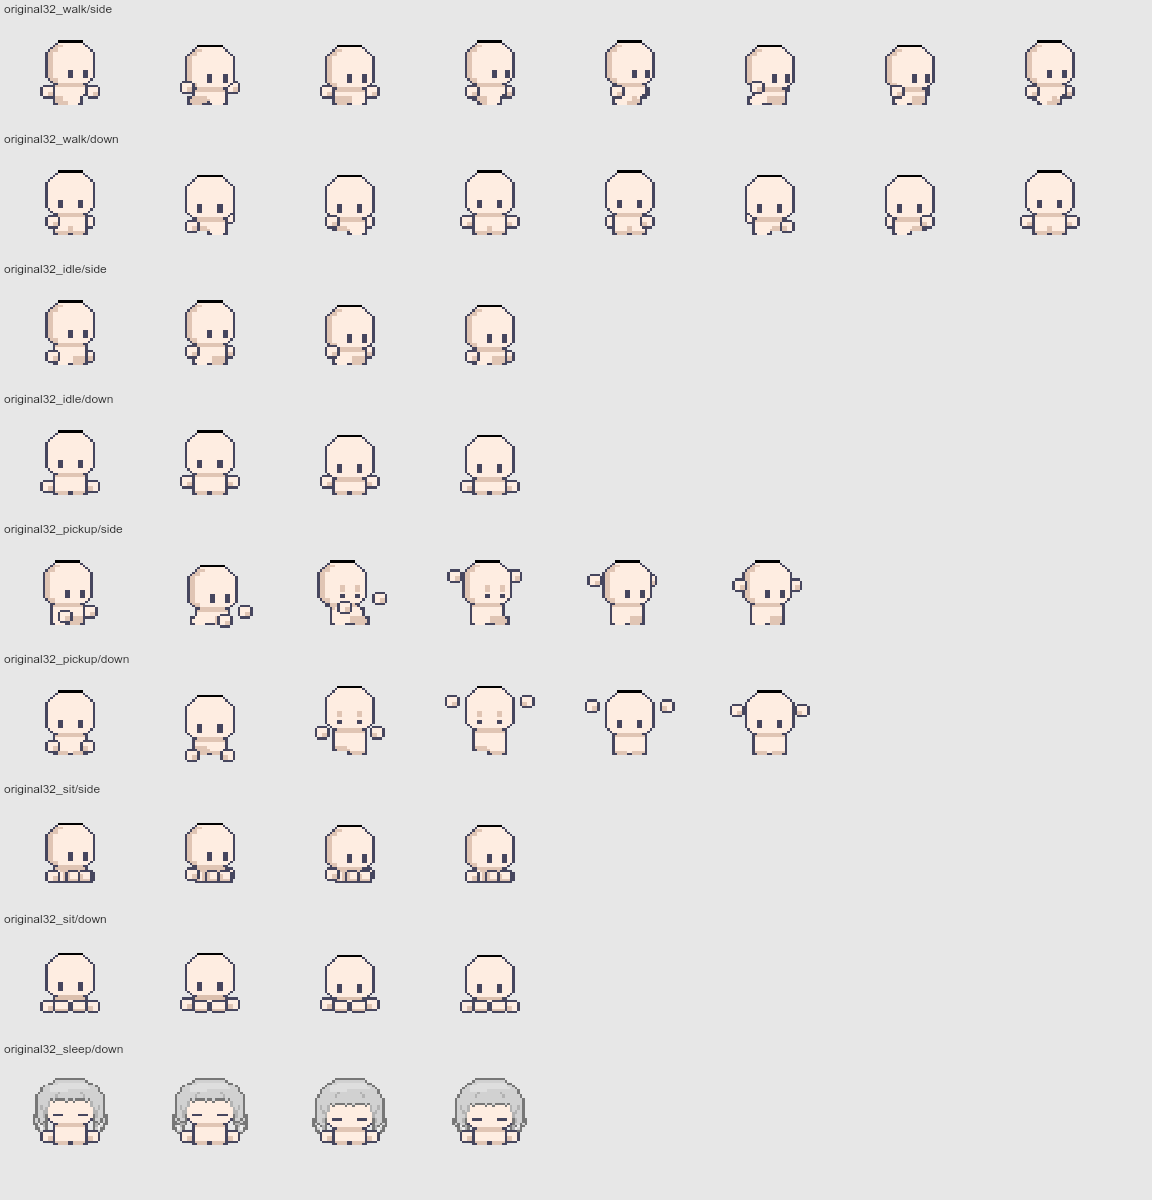 original32_walk/side
original32_walk/down
original32_idle/side
original32_idle/down
original32_pickup/side
original32_pickup/down
original32_sit/side
original32_sit/down
original32_sleep/down